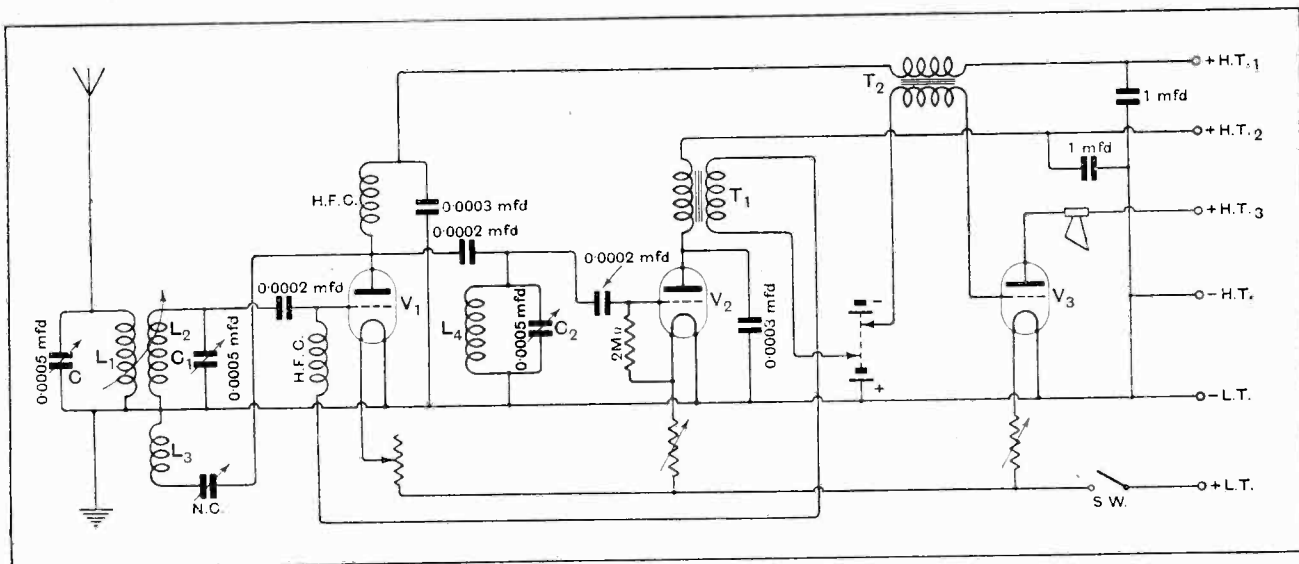 +H.T.1
T2
1 mfd
+H.T.2
1 mfd
H.F.C.
0·0003 mfd
T1
0·0002 mfd
+H.T.3
0·0002 mfd
0·0002 mfd
V1
V2
V3
−
−H.T.
0·0005 mfd
C
L1
L2
C1
0·0005 mfd
H.F.C.
L4
0·0005 mfd
C2
2MΩ
0·0003 mfd
+
−L.T.
L3
N.C.
S.W.
+L.T.